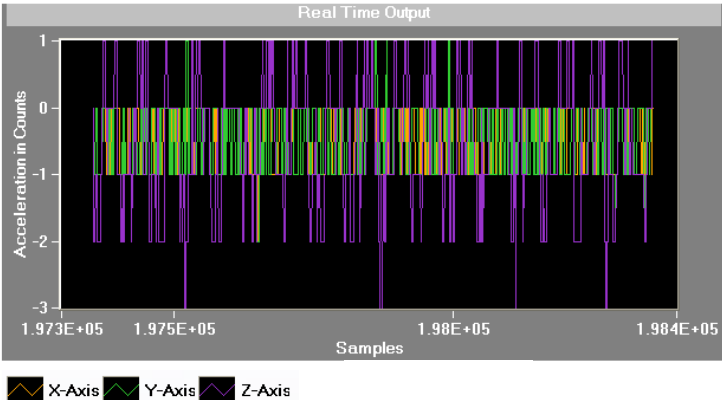 Real Time Output
Acceleration in Counts
1
0
-1
-2
-3
1.973E+05 1.975E+05 1.98E+05 1.984E+05
Samples
X-Axis Y-Axis Z-Axis